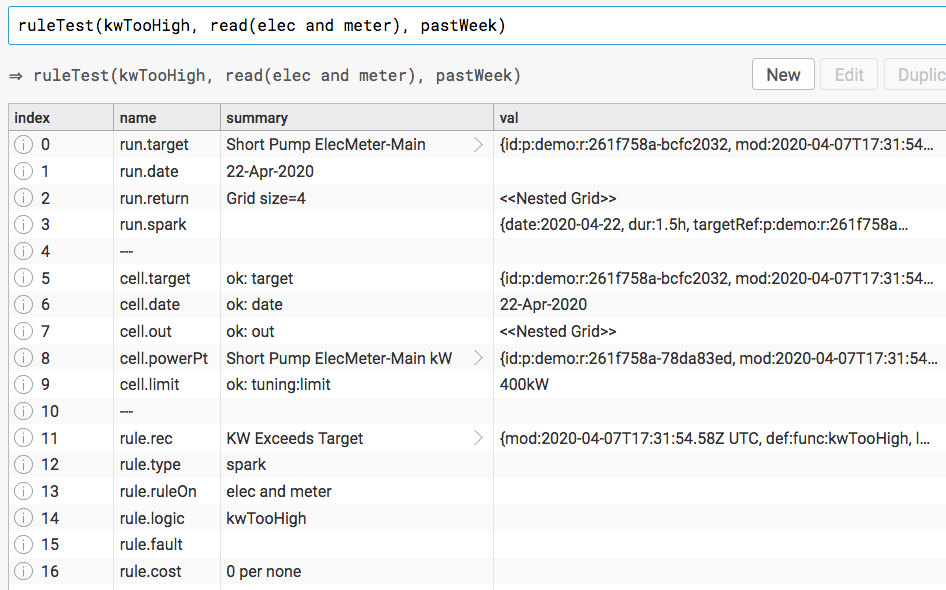 ruleTest(kwTooHigh, read(elec and meter), pastWeek)
⇒ ruleTest(kwTooHigh, read(elec and meter), pastWeek) New Edit Duplic
index name summary val
0 run.target Short Pump ElecMeter-Main {id:p:demo:r:261f758a-bcfc2032, mod:2020-04-07T17:31:54...
1 run.date 22-Apr-2020
2 run.return Grid size=4 <<Nested Grid>>
3 run.spark {date:2020-04-22, dur:1.5h, targetRef:p:demo:r:261f758a...
4 ---
5 cell.target ok: target {id:p:demo:r:261f758a-bcfc2032, mod:2020-04-07T17:31:54...
6 cell.date ok: date 22-Apr-2020
7 cell.out ok: out <<Nested Grid>>
8 cell.powerPt Short Pump ElecMeter-Main kW {id:p:demo:r:261f758a-78da83ed, mod:2020-04-07T17:31:54...
9 cell.limit ok: tuning:limit 400kW
10 ---
11 rule.rec KW Exceeds Target {mod:2020-04-07T17:31:54.58Z UTC, def:func:kwTooHigh, l...
12 rule.type spark
13 rule.ruleOn elec and meter
14 rule.logic kwTooHigh
15 rule.fault
16 rule.cost 0 per none